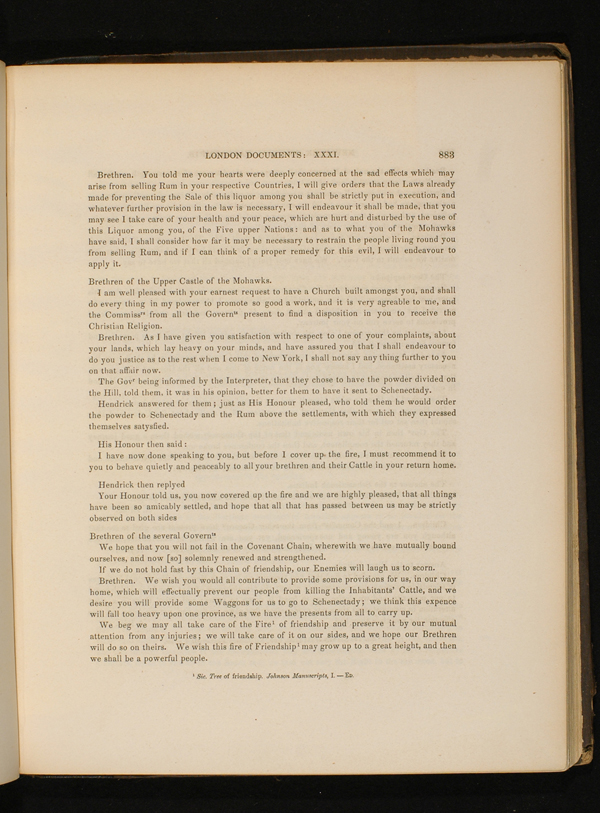 LONDON DOCUMENTS: XXXI. 883
Brethren. You told me your hearts were deeply concerned at the sad effects which may
arise from selling Rum in your respective Countries, I will give orders that the Laws already
made for preventing the Sale of this liquor among you shall be strictly put in execution, and
whatever further provision in the law is necessary, I will endeavour it shall be made, that you
may see I take care of your health and your peace, which are hurt and disturbed by the use of
this Liquor among you, of the Five upper Nations: and as to what you of the Mohawks
have said, I shall consider how far it may be necessary to restrain the people living round you
from selling Rum, and if I can think of a proper remedy for this evil, I will endeavour to
apply it.
Brethren of the Upper Castle of the Mohawks.
I am well pleased with your earnest request to have a Church built amongst you, and shall
do every thing in my power to promote so good a work, and it is very agreable to me, and
the Commissrs from all the Governts present to find a disposition in you to receive the
Christian Religion.
Brethren. As I have given you satisfaction with respect to one of your complaints, about
your lands, which lay heavy on your minds, and have assured you that I shall endeavour to
do you justice as to the rest when I come to New York, I shall not say any thing further to you
on that affair now.
The Govr being informed by the Interpreter, that they chose to have the powder divided on
the Hill, told them, it was in his opinion, better for them to have it sent to Schenectady.
Hendrick answered for them; just as His Honour pleased, who told them he would order
the powder to Schenectady and the Rum above the settlements, with which they expressed
themselves satysfied.
His Honour then said:
I have now done speaking to you, but before I cover up the fire, I must recommend it to
you to behave quietly and peaceably to all your brethren and their Cattle in your return home.
Hendrick then replyed
Your Honour told us, you now covered up the fire and we are highly pleased, that all things
have been so amicably settled, and hope that all that has passed between us may be strictly
observed on both sides
Brethren of the several Governts
We hope that you will not fail in the Covenant Chain, wherewith we have mutually bound
ourselves, and now [so] solemnly renewed and strengthened.
If we do not hold fast by this Chain of friendship, our Enemies will laugh us to scorn.
Brethren. We wish you would all contribute to provide some provisions for us, in our way
home, which will effectually prevent our people from killing the Inhabitants' Cattle, and we
desire you will provide some Waggons for us to go to Schenectady; we think this expence
will fall too heavy upon one province, as we have the presents from all to carry up.
We beg we may all take care of the Fire¹ of friendship and preserve it by our mutual
attention from any injuries; we will take care of it on our sides, and we hope our Brethren
will do so on theirs. We wish this fire of Friendship¹ may grow up to a great height, and then
we shall be a powerful people.
¹ Sic. Tree of friendship. Johnson Manuscripts, I. — ED.